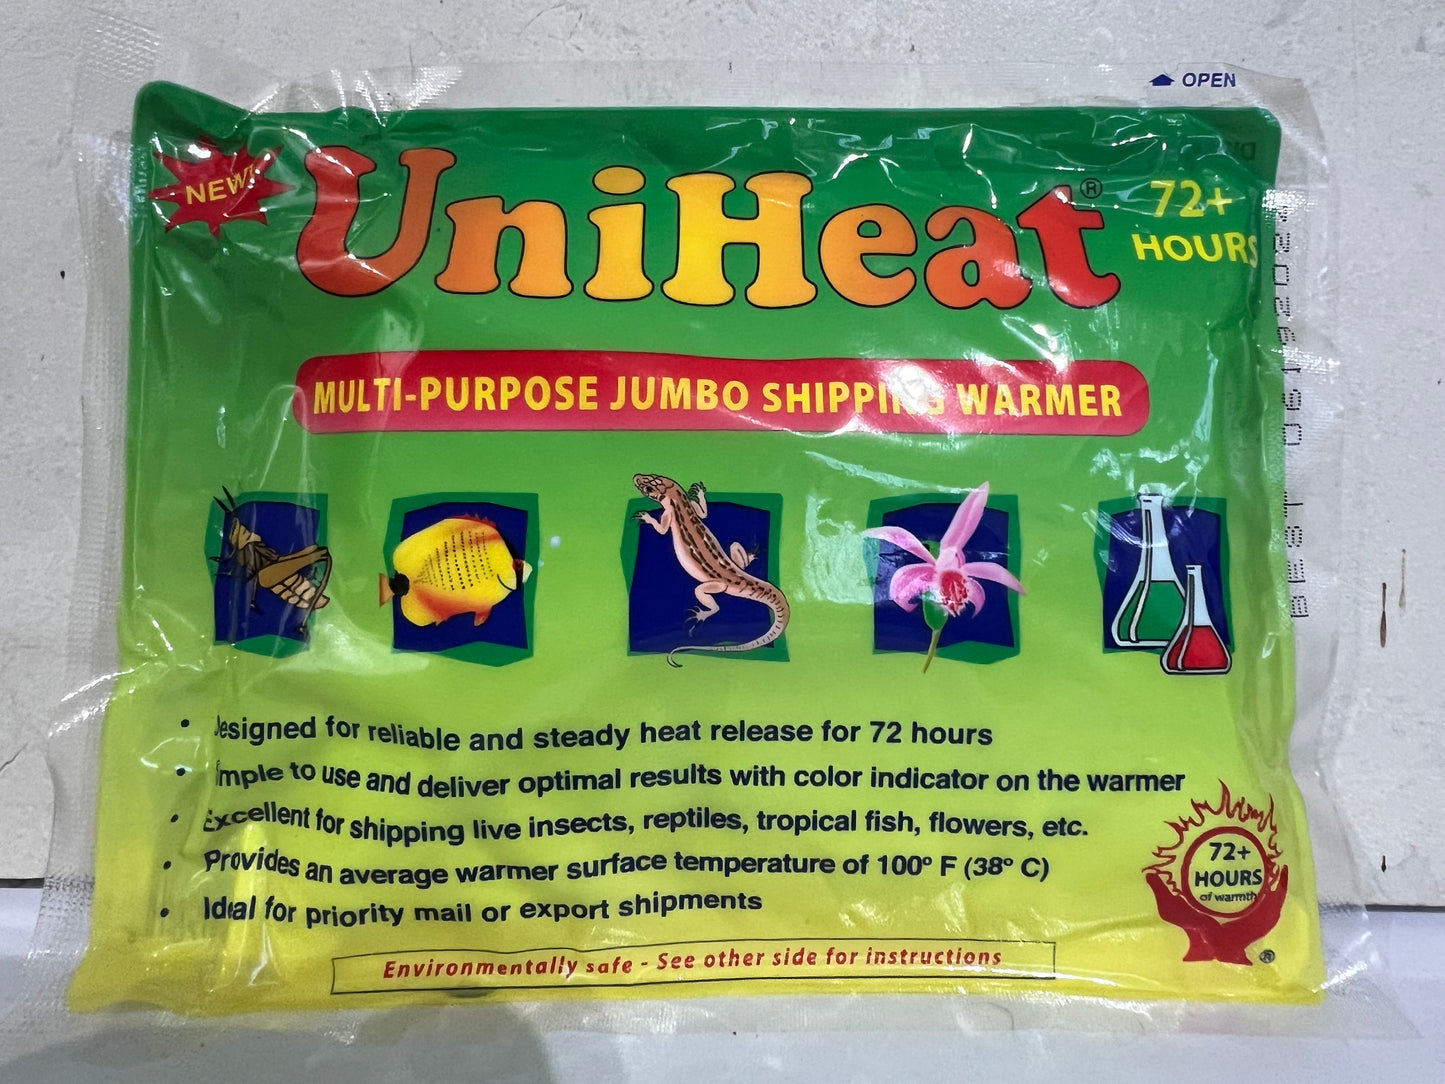 OPEN
NEW!
UniHeat®
72+
HOURS
MULTI-PURPOSE JUMBO SHIPPING WARMER
• Designed for reliable and steady heat release for 72 hours
• Simple to use and deliver optimal results with color indicator on the warmer
• Excellent for shipping live insects, reptiles, tropical fish, flowers, etc.
• Provides an average warmer surface temperature of 100º F (38º C)
• Ideal for priority mail or export shipments
72+
HOURS
of warmth
®
Environmentally safe - See other side for instructions
BEST